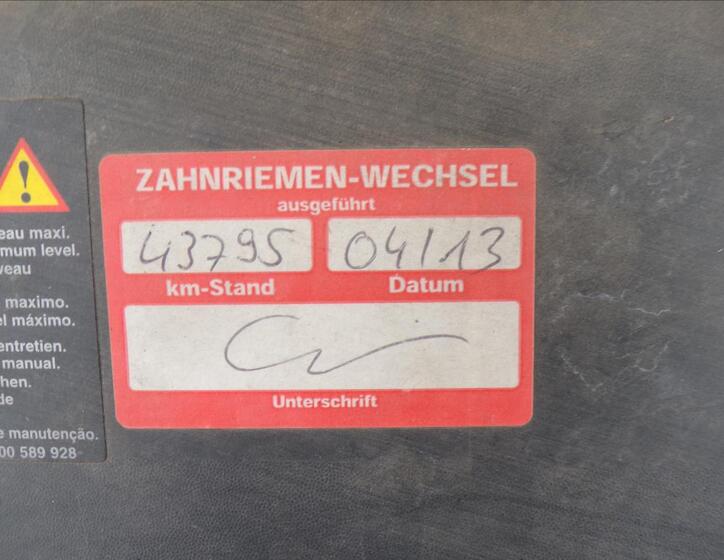 ZAHNRIEMEN-WECHSEL
ausgeführt
43795 04/13
km-Stand Datum
Unterschrift
eau maxi.
mum level.
veau
maximo.
el máximo.
entretien.
manual.
hen.
de
e manutenção.
00 589 928